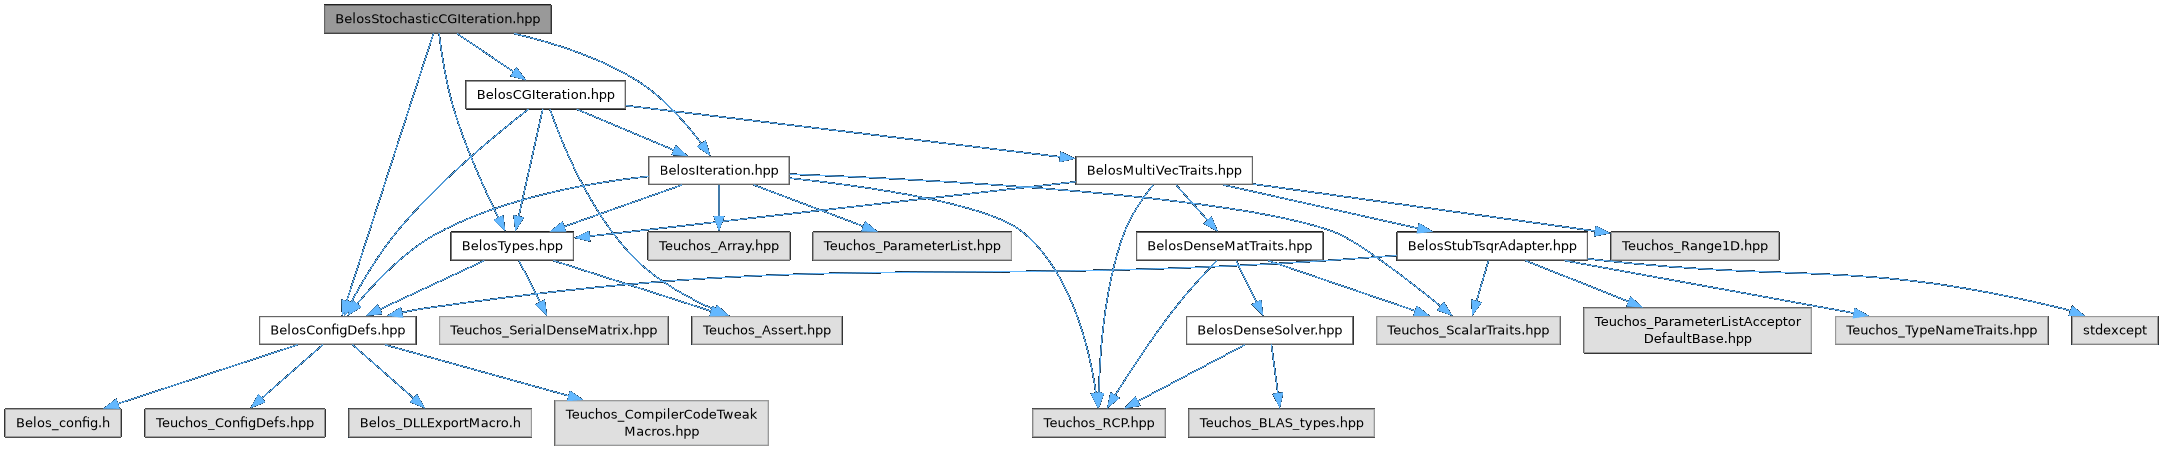 BelosStochasticCGIteration.hpp
BelosCGIteration.hpp
BelosIteration.hpp
BelosMultiVecTraits.hpp
BelosTypes.hpp
Teuchos_Array.hpp
Teuchos_ParameterList.hpp
BelosDenseMatTraits.hpp
BelosStubTsqrAdapter.hpp
Teuchos_Range1D.hpp
BelosConfigDefs.hpp
Teuchos_SerialDenseMatrix.hpp
Teuchos_Assert.hpp
BelosDenseSolver.hpp
Teuchos_ScalarTraits.hpp
Teuchos_ParameterListAcceptor
DefaultBase.hpp
Teuchos_TypeNameTraits.hpp
stdexcept
Belos_config.h
Teuchos_ConfigDefs.hpp
Belos_DLLExportMacro.h
Teuchos_CompilerCodeTweak
Macros.hpp
Teuchos_RCP.hpp
Teuchos_BLAS_types.hpp